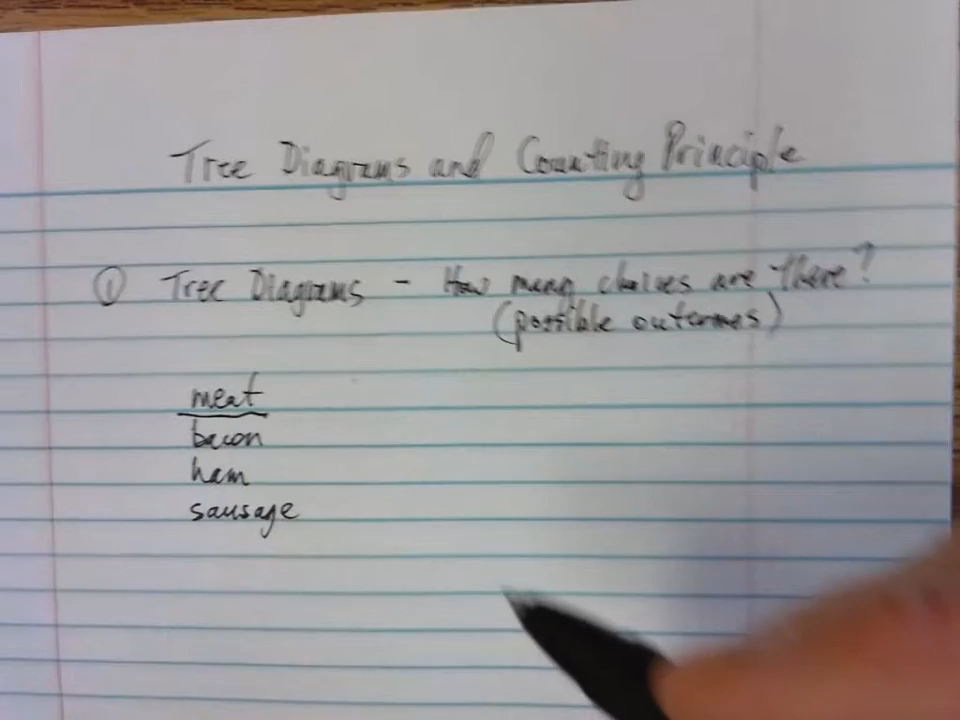 Tree Diagrams and Counting Principle
① Tree Diagrams - How many choices are there?
(possible outcomes)
meat
bacon
ham
sausage